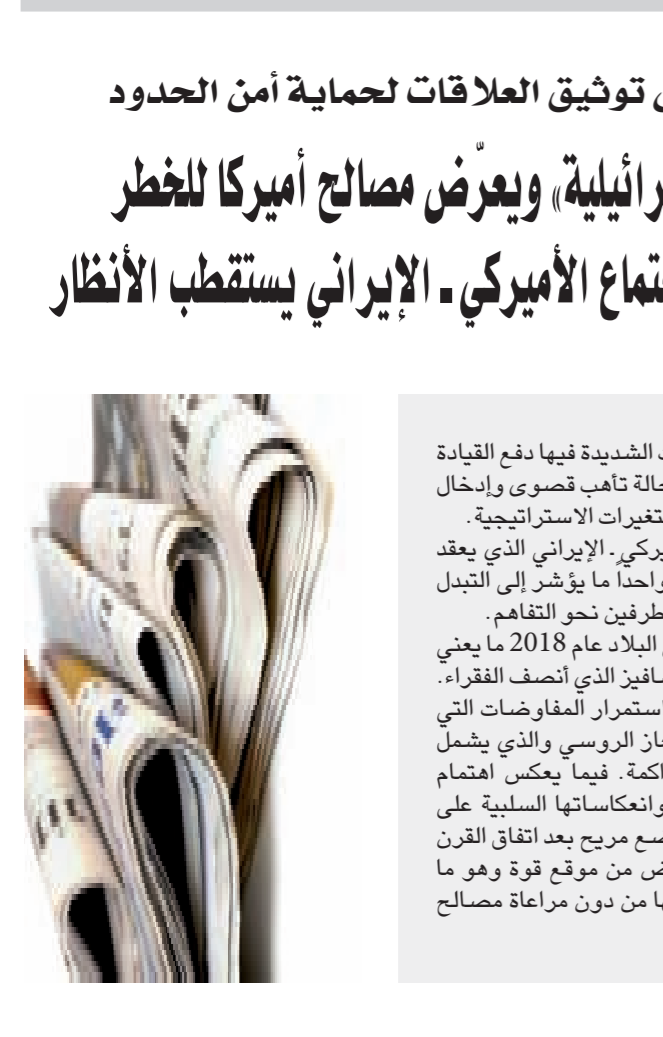 توثيق العلاقات لحماية أمن الحدود
رائيلية» ويعرّض مصالح أميركا للخطر
تماع الأميركي ـ الإيراني يستقطب الأنظار
الشديدة فيها دفع القيادة
حالة تأهب قصوى وإدخال
تغيرات الاستراتيجية.
يركي ـ الإيراني الذي يعقد
واحداً ما يؤشر إلى التبدل
طرفين نحو التفاهم.
البلاد عام 2018 ما يعني
افيز الذي أنصف الفقراء.
استمرار المفاوضات التي
از الروسي والذي يشمل
اكمة. فيما يعكس اهتمام
وانعكاساتها السلبية على
ضع مريح بعد اتفاق القرن
ض من موقع قوة وهو ما
ها من دون مراعاة مصالح